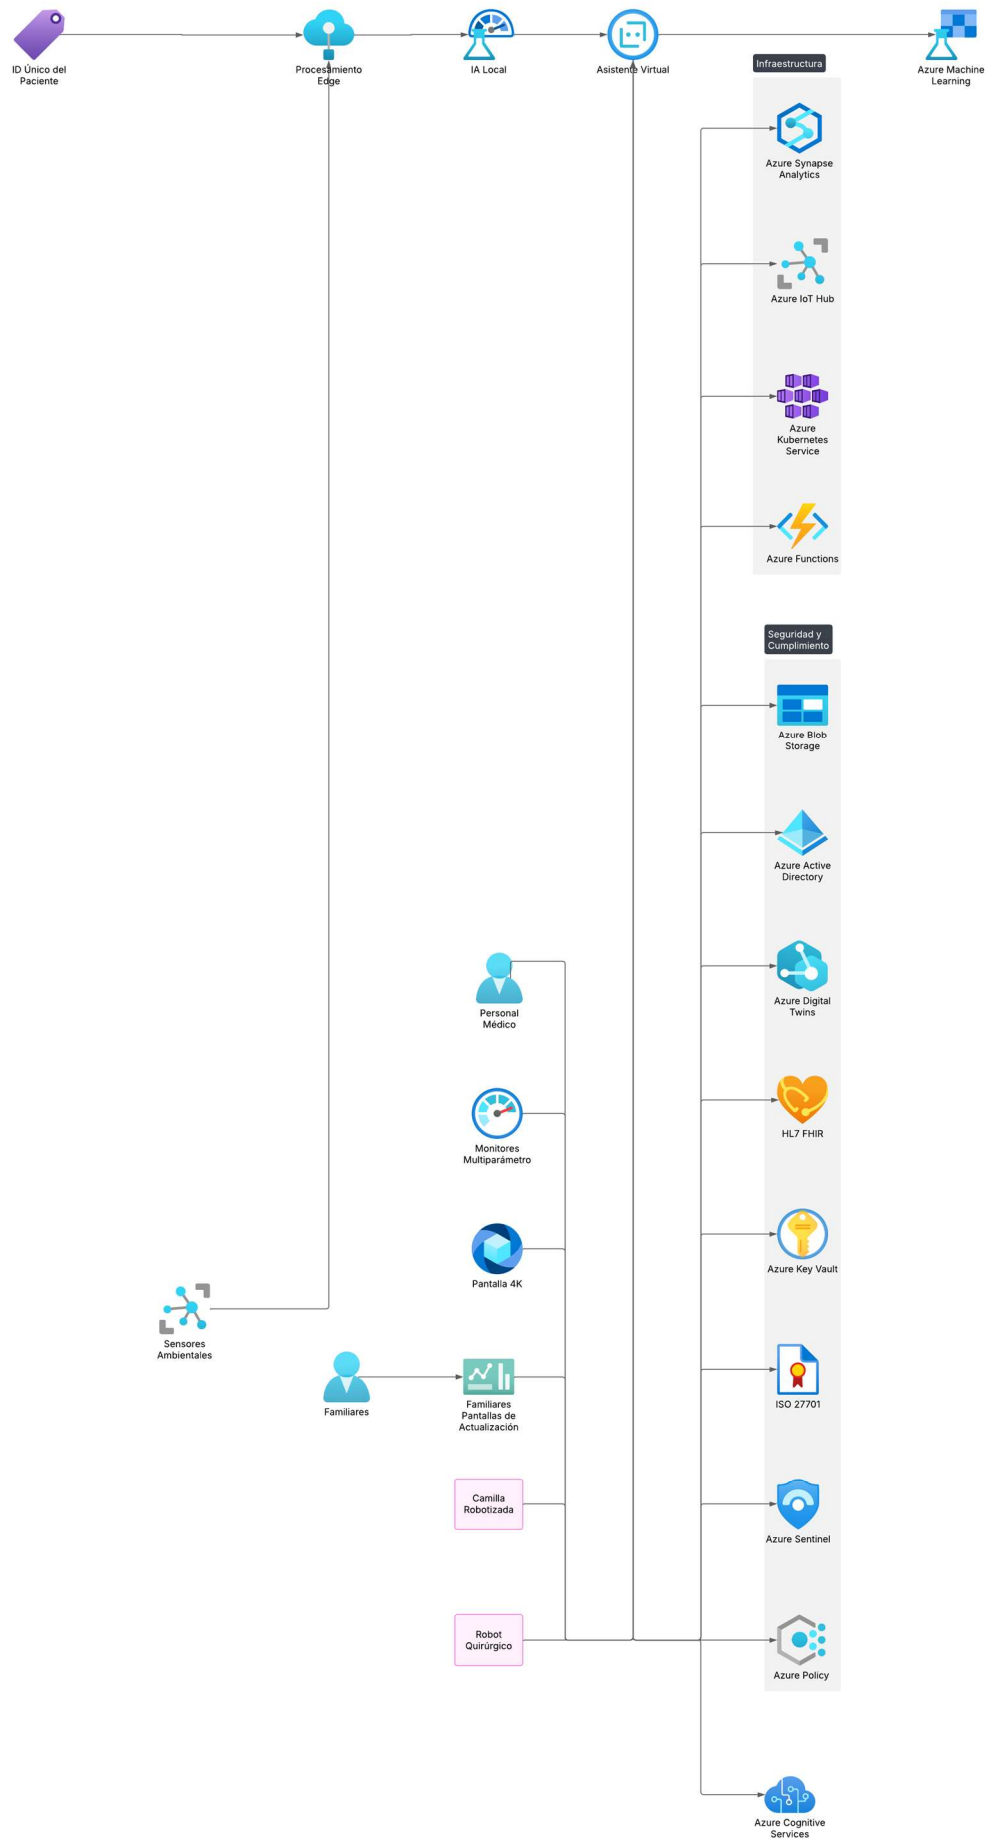 ID Único del
Paciente
Procesamiento
Edge
IA Local
Asistente Virtual
Azure Machine
Learning
Infraestructura
Azure Synapse
Analytics
Azure IoT Hub
Azure
Kubernetes
Service
Azure Functions
Seguridad y
Cumplimiento
Azure Blob
Storage
Azure Active
Directory
Azure Digital
Twins
Personal
Médico
HL7 FHIR
Monitores
Multiparámetro
Azure Key Vault
Pantalla 4K
Sensores
Ambientales
Familiares
Familiares
Pantallas de
Actualización
ISO 27701
Camilla
Robotizada
Azure Sentinel
Robot
Quirúrgico
Azure Policy
Azure Cognitive
Services